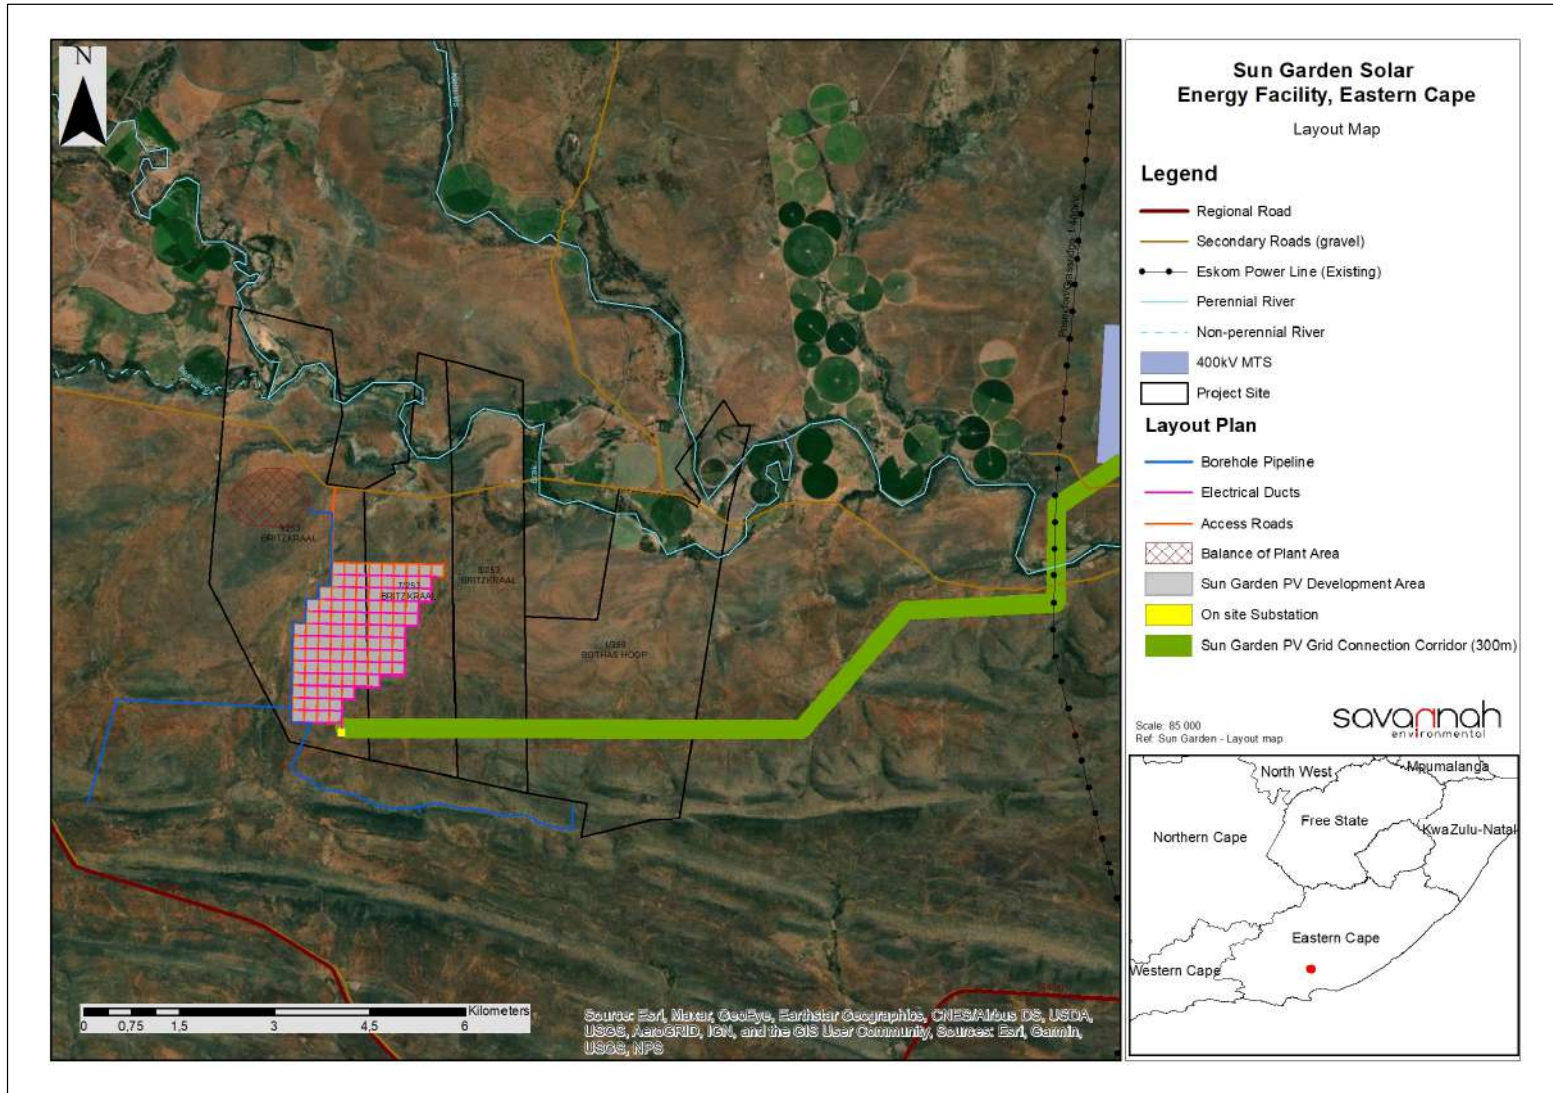 N
Sun Garden Solar
Energy Facility, Eastern Cape
Layout Map
Legend
Regional Road
Secondary Roads (gravel)
Eskom Power Line (Existing)
Perennial River
Non-perennial River
400kV MTS
Project Site
Layout Plan
Borehole Pipeline
Electrical Ducts
Access Roads
Balance of Plant Area
Sun Garden PV Development Area
On site Substation
Sun Garden PV Grid Connection Corridor (300m)
Scale: 85 000
Ref: Sun Garden - Layout map
savannah
environmental
North West
Mpumalanga
Free State
KwaZulu-Natal
Northern Cape
Eastern Cape
Western Cape
BRITZKRAAL
7/253
BRITZKRAAL
BRITZKRAAL
1/369
BOTHAS HOOP
Kilometers
0 0,75 1,5 3 4,5 6
Source: Esri, Maxar, GeoEye, Earthstar Geographics, CNES/Airbus DS, USDA,
USGS, AeroGRID, IGN, and the GIS User Community, Sources: Esri, Garmin,
USGS, NPS